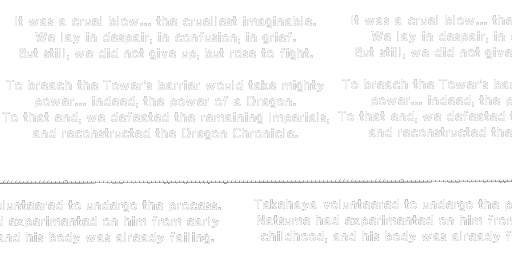 It was a cruel blow... the cruellest imaginable.
We lay in despair, in confusion, in grief.
But still, we did not give up, but rose to fight.
To breach the Tower's barrier would take mighty
power... indeed, the power of a Dragon.
To that end, we defeated the remaining Imperials,
and reconstructed the Dragon Chronicle.
It was a cruel blow... the
We lay in despair, in
But still, we did not give
To breach the Tower's
power... indeed, the
To that end, we defeated
and reconstructed the
volunteered to undergo the process.
experimented on him from early
and his body was already failing.
Takehaya volunteered to undergo the
Natsume had experimented on him from
childhood, and his body was already